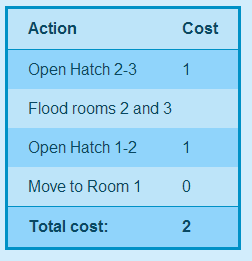 Action Cost
Open Hatch 2-3 1
Flood rooms 2 and 3
Open Hatch 1-2 1
Move to Room 1 0
Total cost: 2